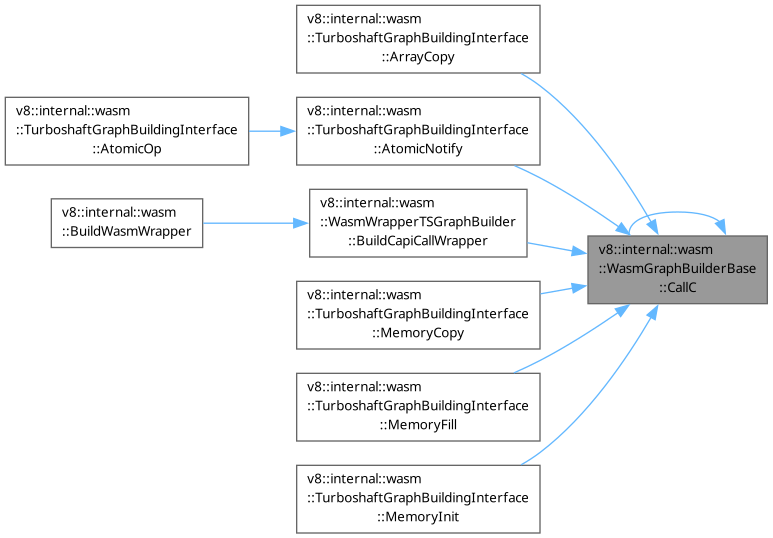 v8::internal::wasm
::TurboshaftGraphBuildingInterface
::ArrayCopy
v8::internal::wasm
::TurboshaftGraphBuildingInterface
::AtomicOp
v8::internal::wasm
::TurboshaftGraphBuildingInterface
::AtomicNotify
v8::internal::wasm
::BuildWasmWrapper
v8::internal::wasm
::WasmWrapperTSGraphBuilder
::BuildCapiCallWrapper
v8::internal::wasm
::WasmGraphBuilderBase
::CallC
v8::internal::wasm
::TurboshaftGraphBuildingInterface
::MemoryCopy
v8::internal::wasm
::TurboshaftGraphBuildingInterface
::MemoryFill
v8::internal::wasm
::TurboshaftGraphBuildingInterface
::MemoryInit